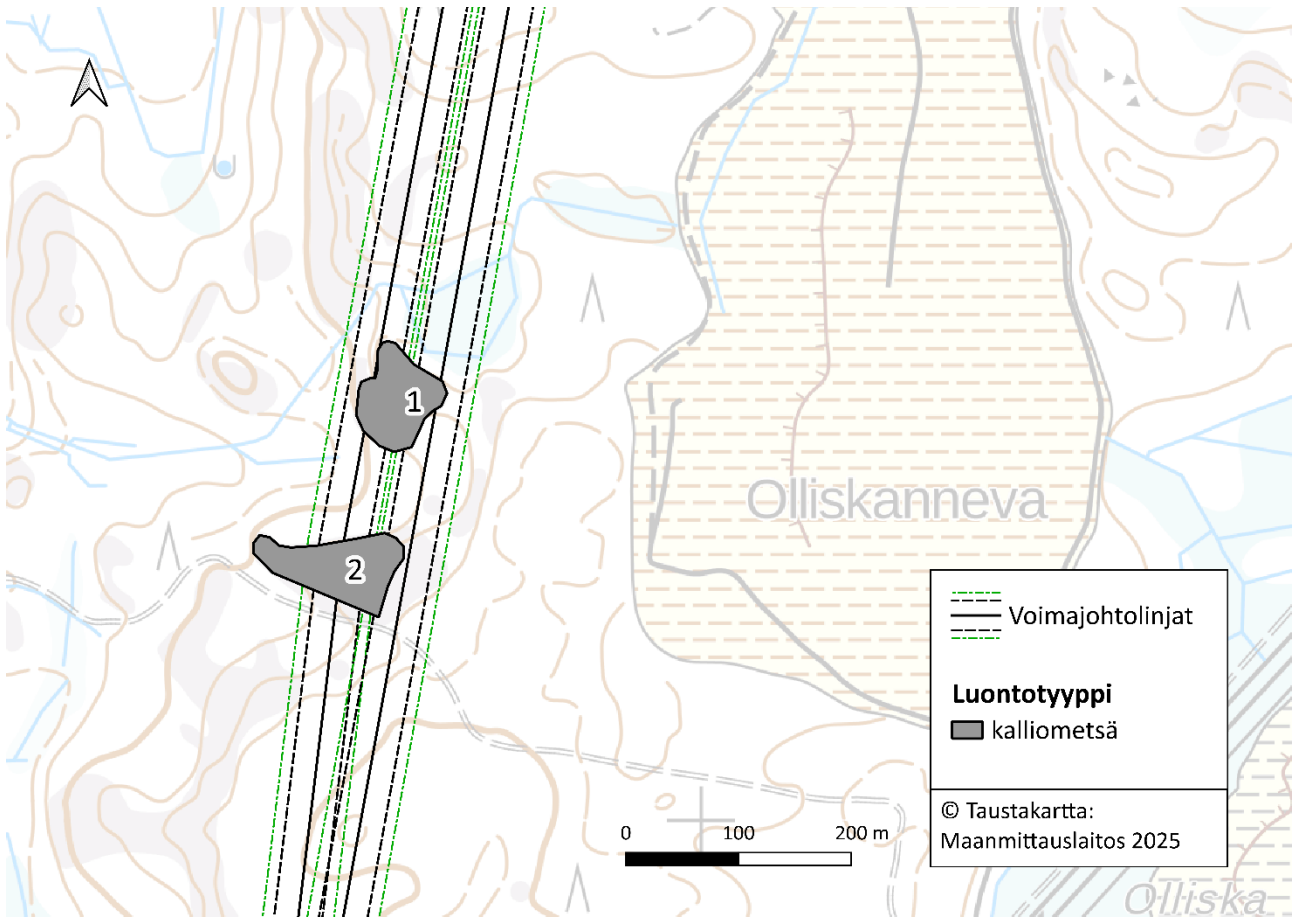 1
Olliskanneva
2
Voimajohtolinjat
Luontotyyppi
kalliometsä
© Taustakartta:
Maanmittauslaitos 2025
0 100 200 m
Olliska